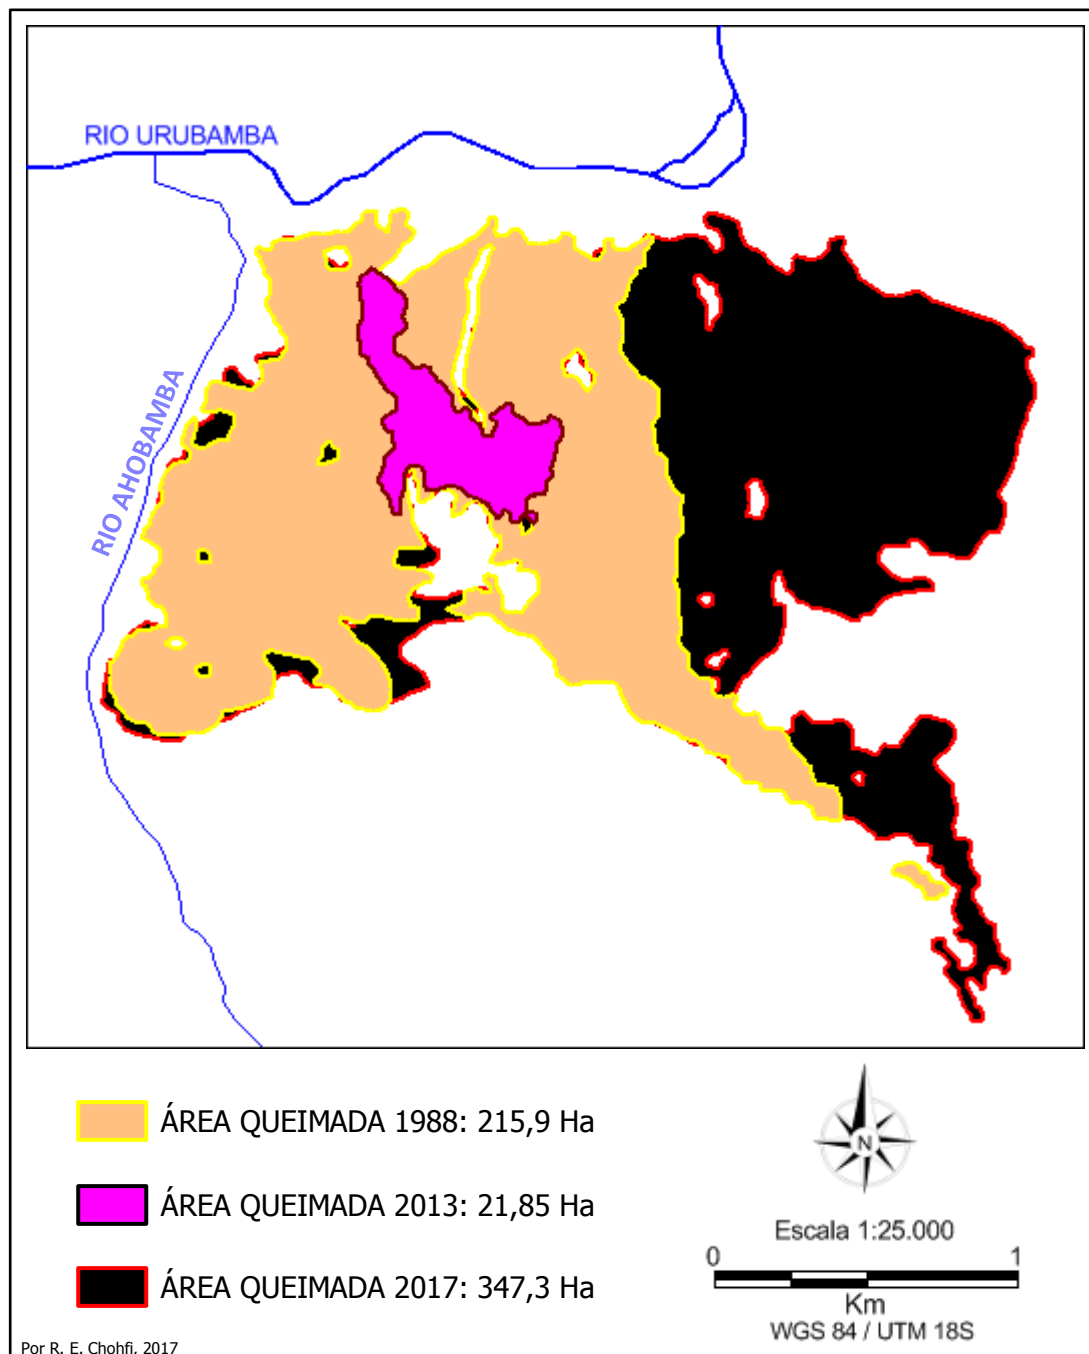 RIO URUBAMBA
RIO AHOBAMBA
ÁREA QUEIMADA 1988: 215,9 Ha
ÁREA QUEIMADA 2013: 21,85 Ha
ÁREA QUEIMADA 2017: 347,3 Ha
N
Escala 1:25.000
0 1
Km
WGS 84 / UTM 18S
Por R. E. Chohfi, 2017